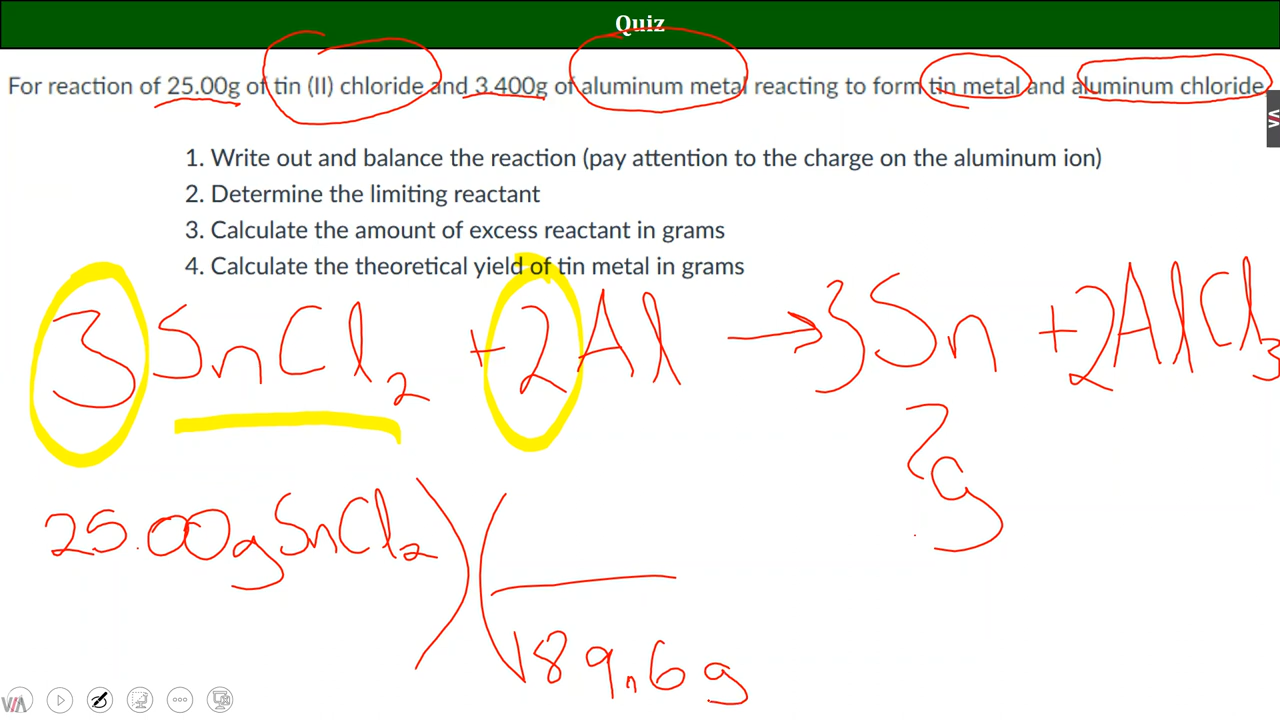 Quiz
For reaction of 25.00g of tin (II) chloride and 3.400g of aluminum metal reacting to form tin metal and aluminum chloride
1. Write out and balance the reaction (pay attention to the charge on the aluminum ion)
2. Determine the limiting reactant
3. Calculate the amount of excess reactant in grams
4. Calculate the theoretical yield of tin metal in grams
3SnCl2 + 2Al → 3Sn + 2AlCl3
?g
25.00g SnCl2 ) (
189.6 g
VIA